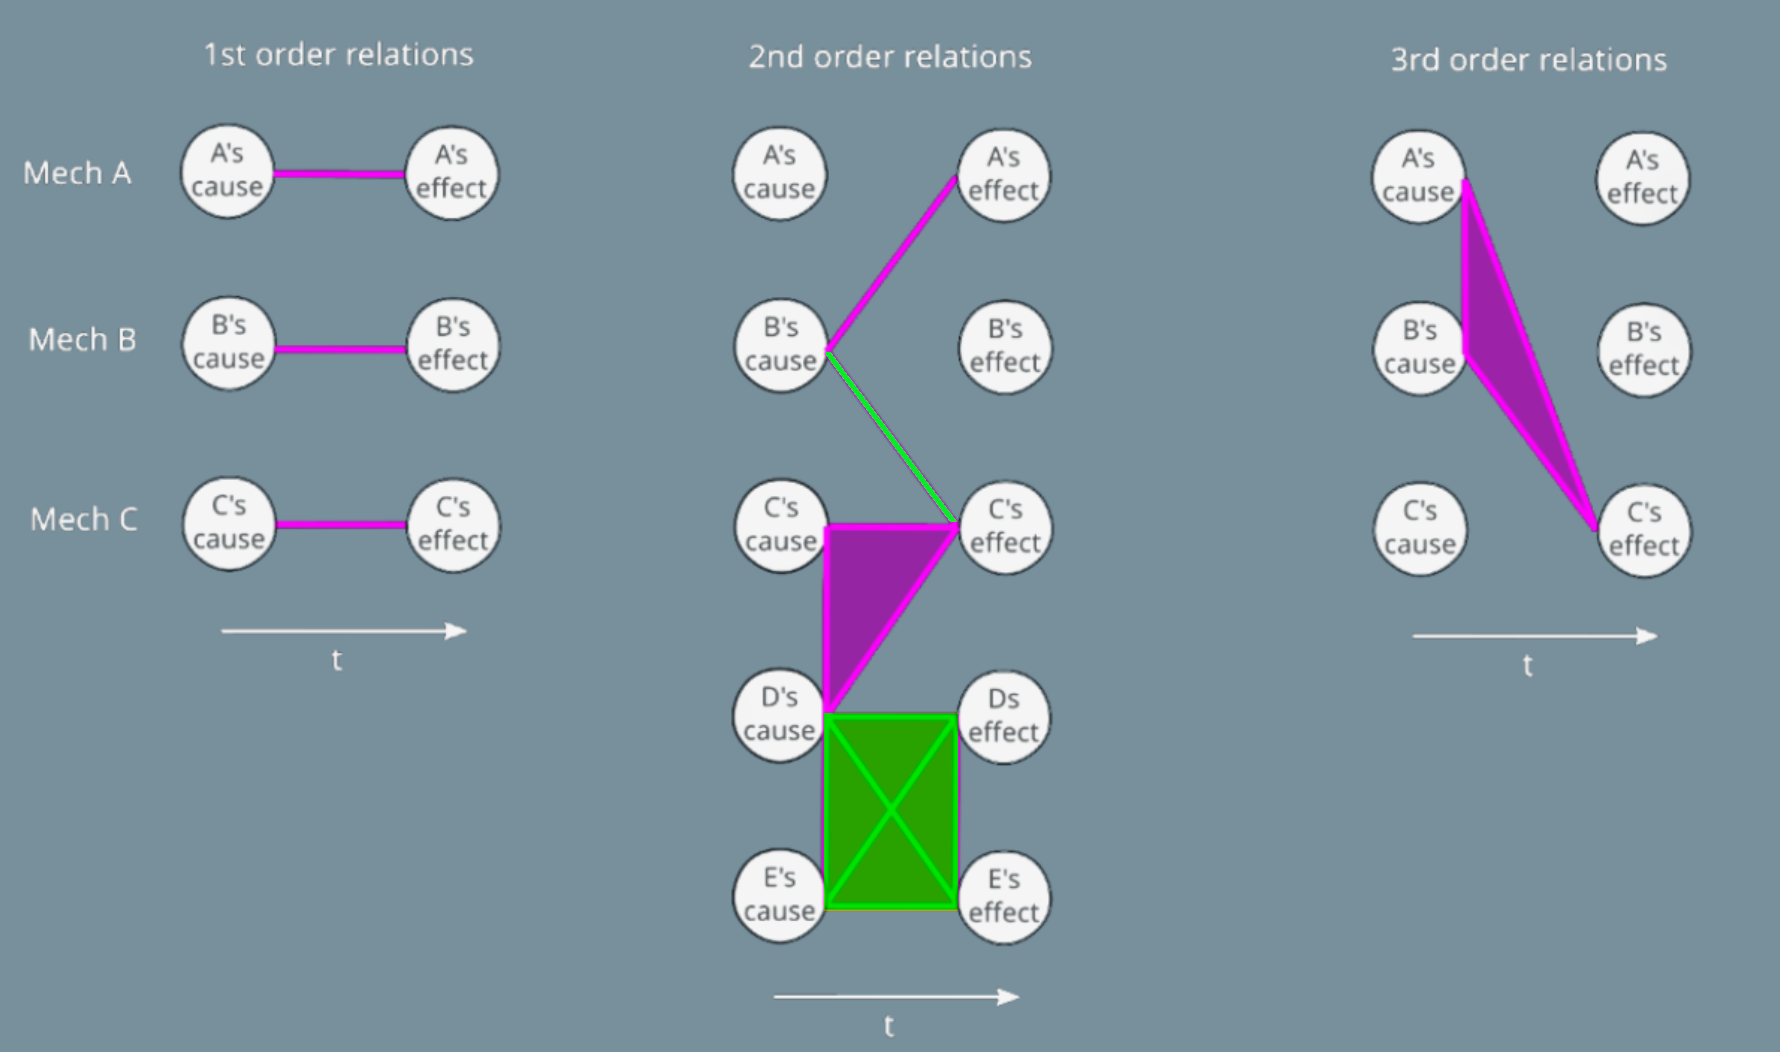 1st order relations
2nd order relations
3rd order relations
Mech A
A's
cause
A's
effect
A's
cause
A's
effect
A's
cause
A's
effect
Mech B
B's
cause
B's
effect
B's
cause
B's
effect
B's
cause
B's
effect
Mech C
C's
cause
C's
effect
C's
cause
C's
effect
C's
cause
C's
effect
t
t
D's
cause
Ds
effect
E's
cause
E's
effect
t